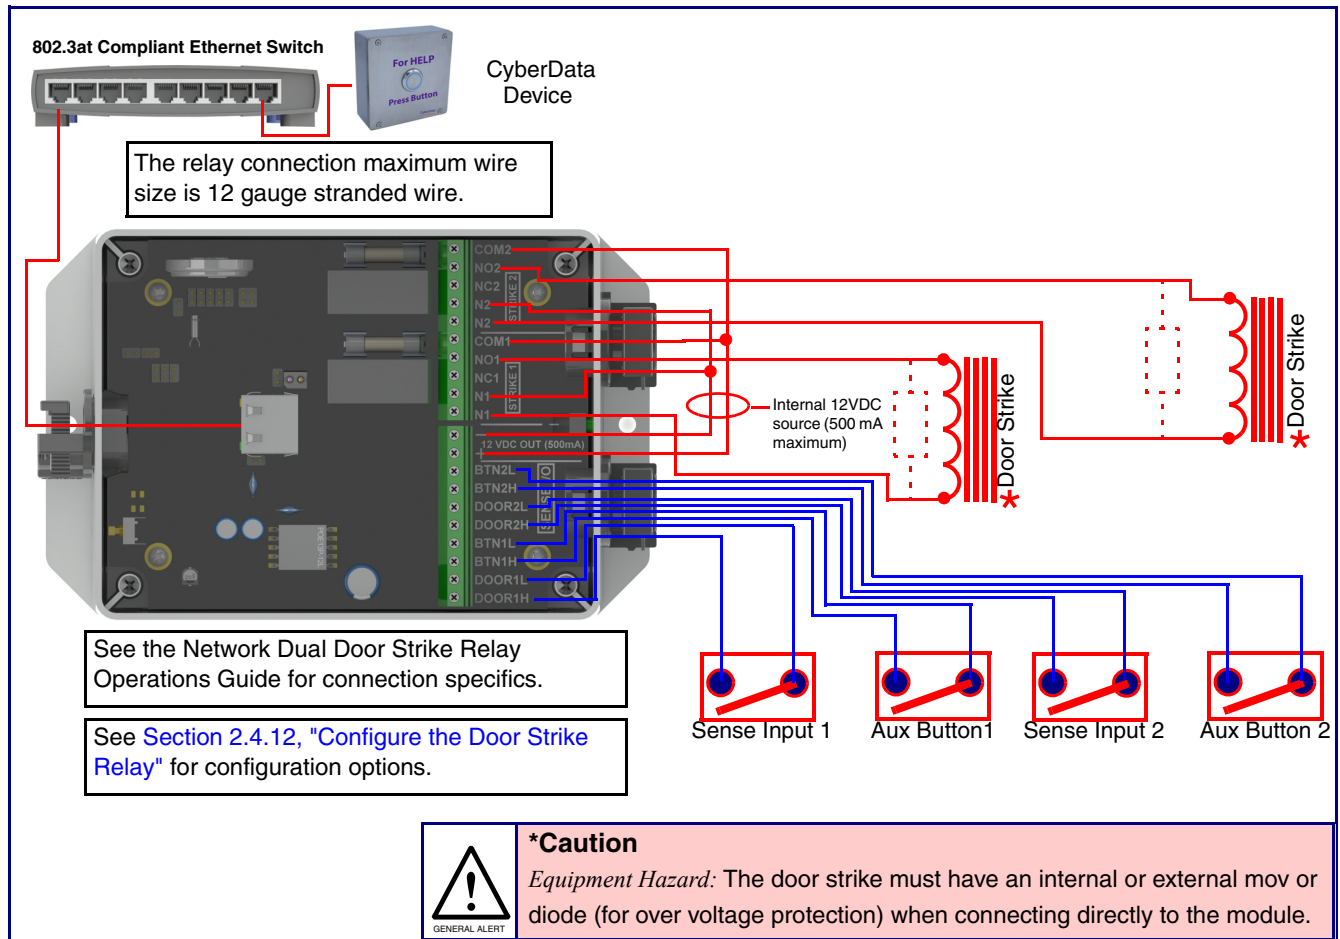 802.3at Compliant Ethernet Switch
For HELP
Press Button
CyberData
Device
The relay connection maximum wire
size is 12 gauge stranded wire.
COM2
NO2
NC2
N2
N2
STRIKE 2
COM1
NO1
NC1
N1
N1
STRIKE 1
-
12 VDC OUT (500mA)
+
BTN2L
BTN2H
DOOR2L
DOOR2H
BTN1L
BTN1H
DOOR1L
DOOR1H
Internal 12VDC
source (500 mA
maximum)
*Door Strike
*Door Strike
Sense Input 1
Aux Button1
Sense Input 2
Aux Button 2
See the Network Dual Door Strike Relay
Operations Guide for connection specifics.
See Section 2.4.12, "Configure the Door Strike
Relay" for configuration options.
GENERAL ALERT
*Caution
Equipment Hazard: The door strike must have an internal or external mov or
diode (for over voltage protection) when connecting directly to the module.